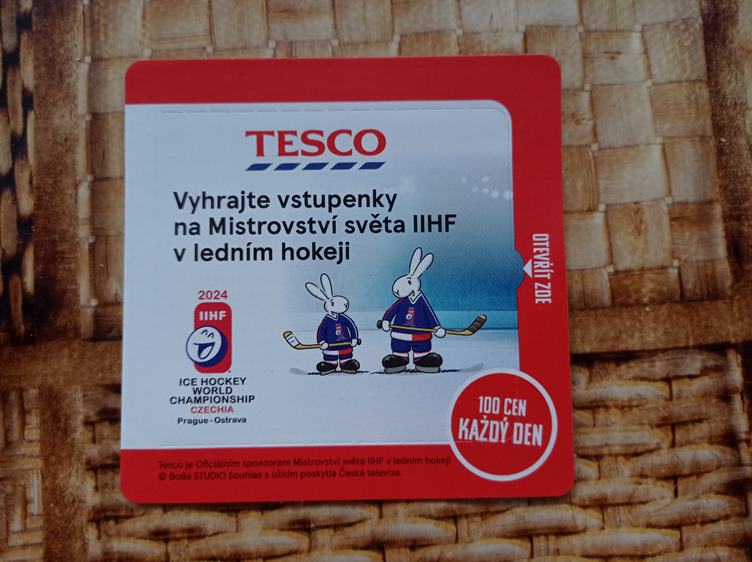 TESCO
Vyhrajte vstupenky
na Mistrovství světa IIHF
v ledním hokeji
OTEVŘÍT ZDE
2024
IIHF
ICE HOCKEY
WORLD
CHAMPIONSHIP
CZECHIA
Prague - Ostrava
100 CEN
KAŽDÝ DEN
Tesco je Oficiálním sponzorem Mistrovství světa IIHF v ledním hokeji
© BoBa STUDIO Souhlas s užitím poskytla Česká televize.